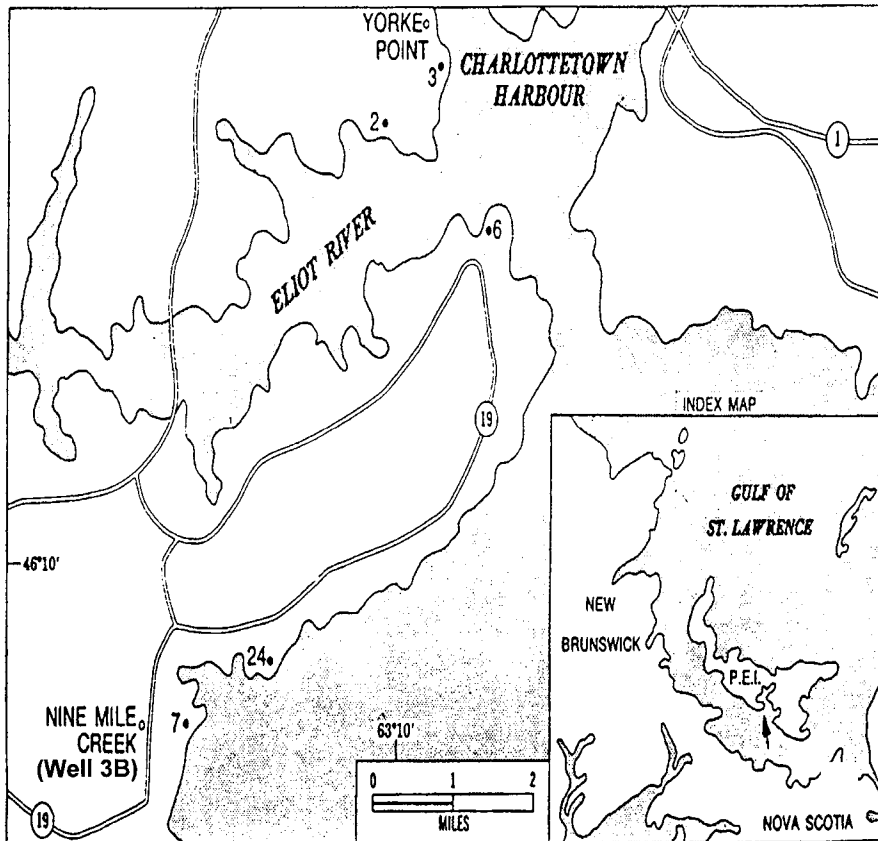 YORKE
POINT
3
CHARLOTTETOWN
HARBOUR
2
1
6
ELIOT RIVER
19
INDEX MAP
GULF OF
ST. LAWRENCE
46°10'
NEW
BRUNSWICK
P.E.I.
24
7
NINE MILE
CREEK
(Well 3B)
63°10'
0 1 2
MILES
19
NOVA SCOTIA